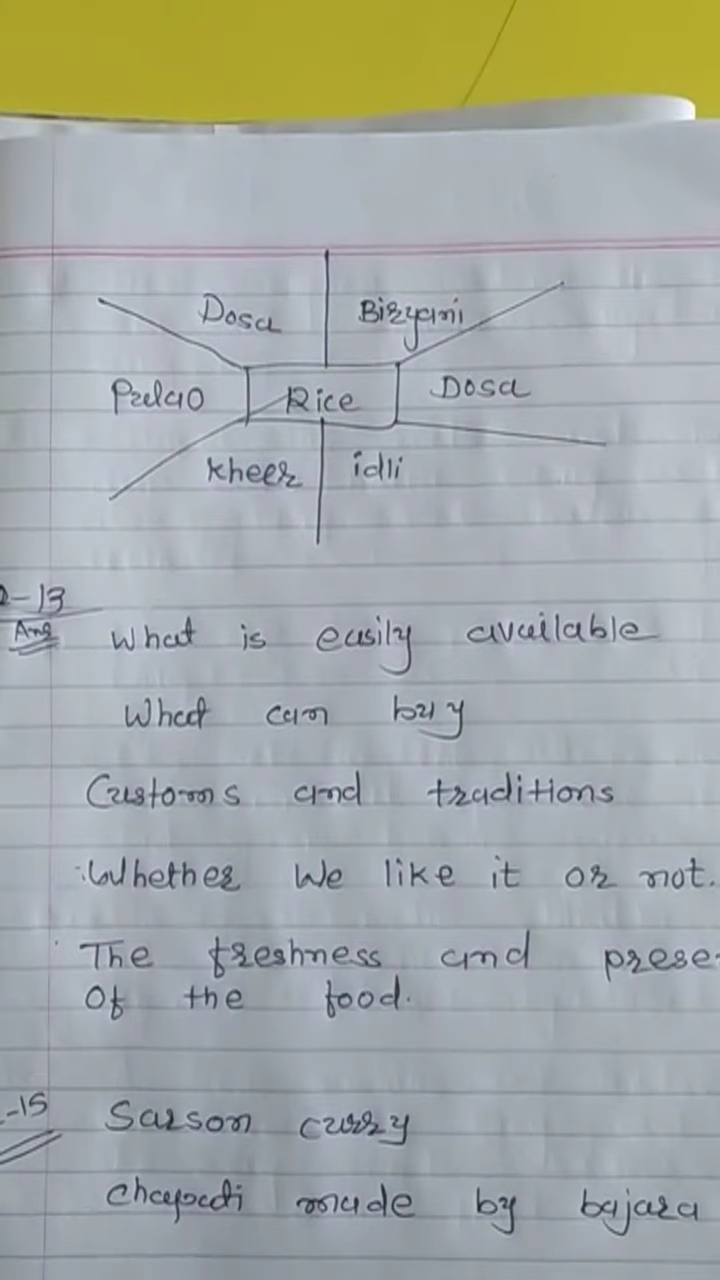 Dosa Biryani
Pulao Rice Dosa
Kheer idli
-13
Ans What is easily available
What can buy
Customs and traditions
Whether We like it or not.
The freshness and prese-
Of the food.
-15 Sarson curry
Chapati made by bajara